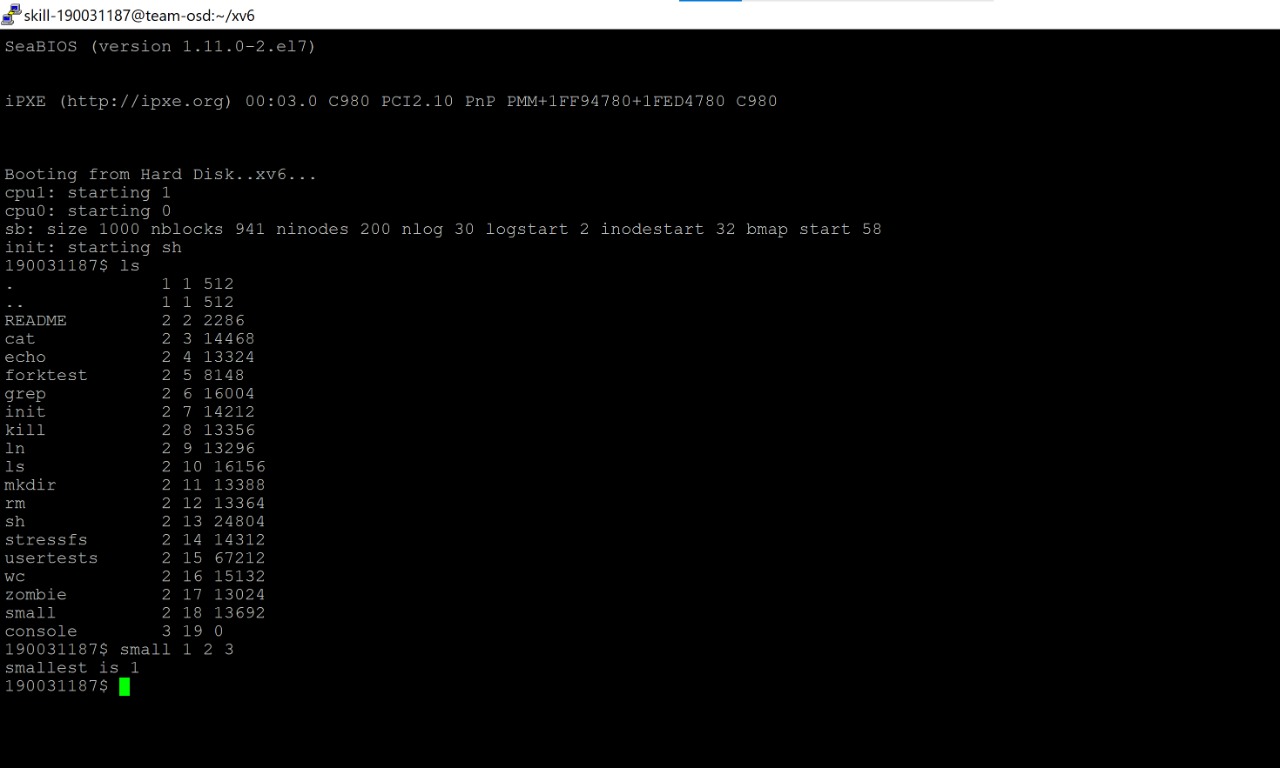 skill-190031187@team-osd:~/xv6
SeaBIOS (version 1.11.0-2.el7)
iPXE (http://ipxe.org) 00:03.0 C980 PCI2.10 PnP PMM+1FF94780+1FED4780 C980
Booting from Hard Disk..xv6...
cpu1: starting 1
cpu0: starting 0
sb: size 1000 nblocks 941 ninodes 200 nlog 30 logstart 2 inodestart 32 bmap start 58
init: starting sh
190031187$ ls
.              1 1 512
..             1 1 512
README         2 2 2286
cat            2 3 14468
echo           2 4 13324
forktest       2 5 8148
grep           2 6 16004
init           2 7 14212
kill           2 8 13356
ln             2 9 13296
ls             2 10 16156
mkdir          2 11 13388
rm             2 12 13364
sh             2 13 24804
stressfs       2 14 14312
usertests      2 15 67212
wc             2 16 15132
zombie         2 17 13024
small          2 18 13692
console        3 19 0
190031187$ small 1 2 3
smallest is 1
190031187$